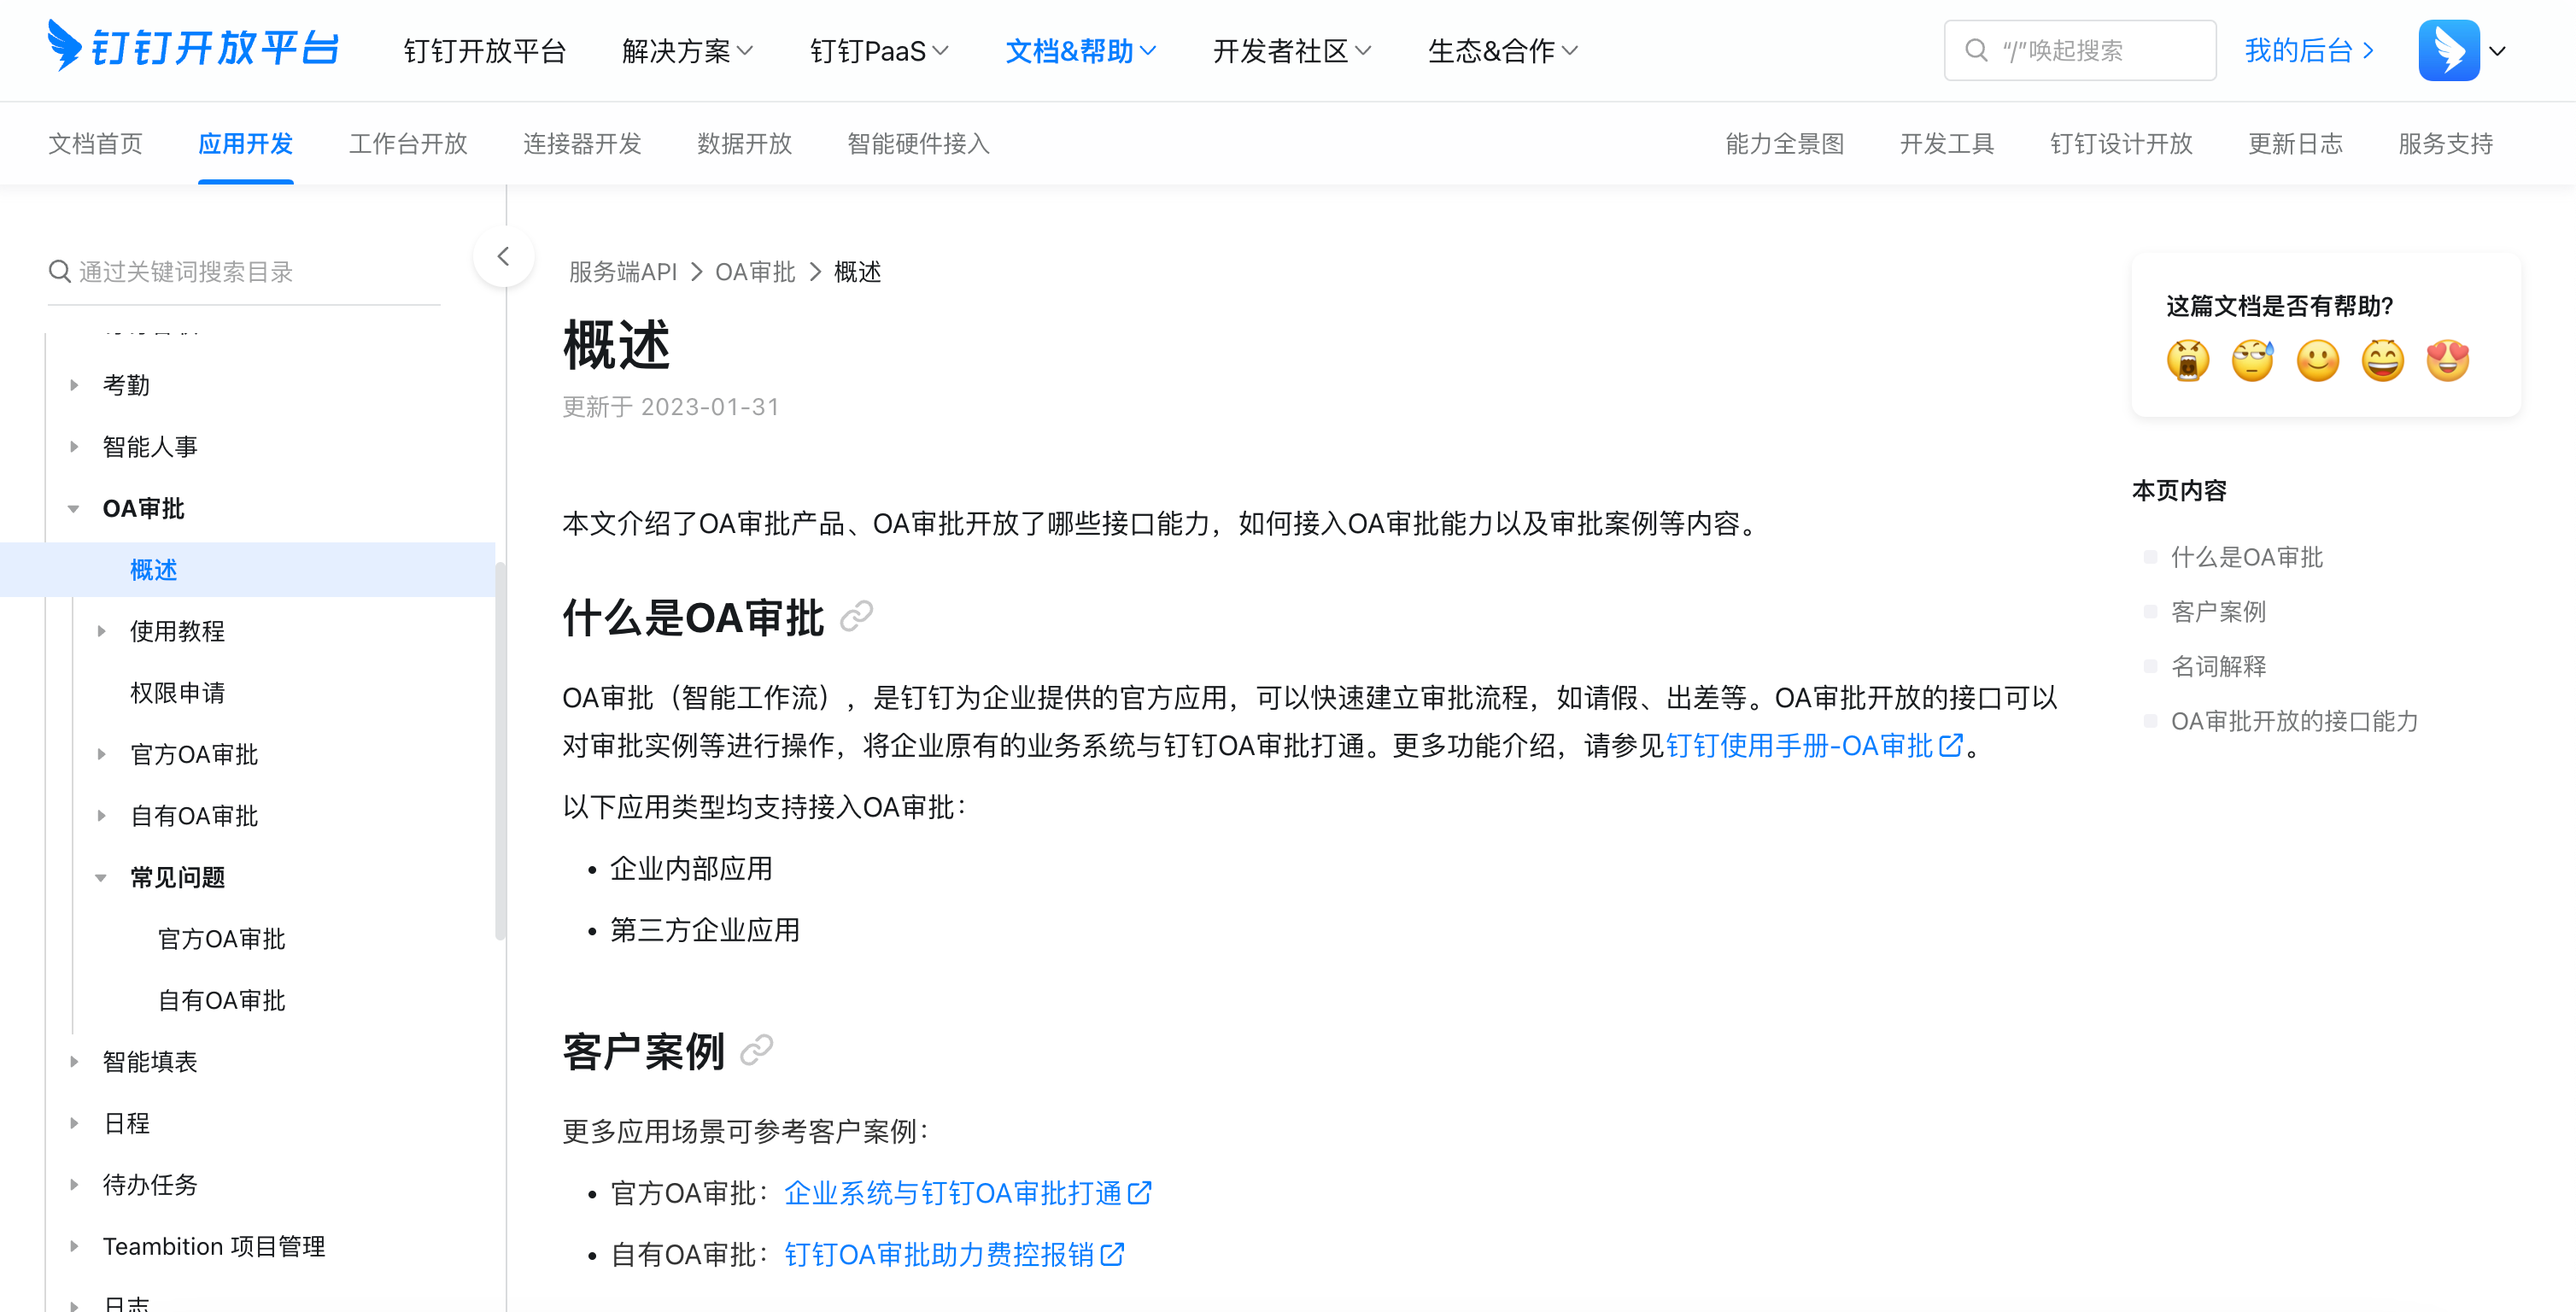 钉钉开放平台
钉钉开放平台 解决方案 钉钉PaaS 文档&帮助 开发者社区 生态&合作
“/”唤起搜索
我的后台
文档首页 应用开发 工作台开放 连接器开发 数据开放 智能硬件接入
能力全景图 开发工具 钉钉设计开放 更新日志 服务支持
通过关键词搜索目录
考勤
智能人事
OA审批
概述
使用教程
权限申请
官方OA审批
自有OA审批
常见问题
官方OA审批
自有OA审批
智能填表
日程
待办任务
Teambition 项目管理
日志
服务端API > OA审批 > 概述
概述
更新于 2023-01-31
本文介绍了OA审批产品、OA审批开放了哪些接口能力，如何接入OA审批能力以及审批案例等内容。
什么是OA审批
OA审批（智能工作流），是钉钉为企业提供的官方应用，可以快速建立审批流程，如请假、出差等。OA审批开放的接口可以
对审批实例等进行操作，将企业原有的业务系统与钉钉OA审批打通。更多功能介绍，请参见钉钉使用手册-OA审批。
以下应用类型均支持接入OA审批：
• 企业内部应用
• 第三方企业应用
客户案例
更多应用场景可参考客户案例：
• 官方OA审批：企业系统与钉钉OA审批打通
• 自有OA审批：钉钉OA审批助力费控报销
这篇文档是否有帮助?
本页内容
什么是OA审批
客户案例
名词解释
OA审批开放的接口能力